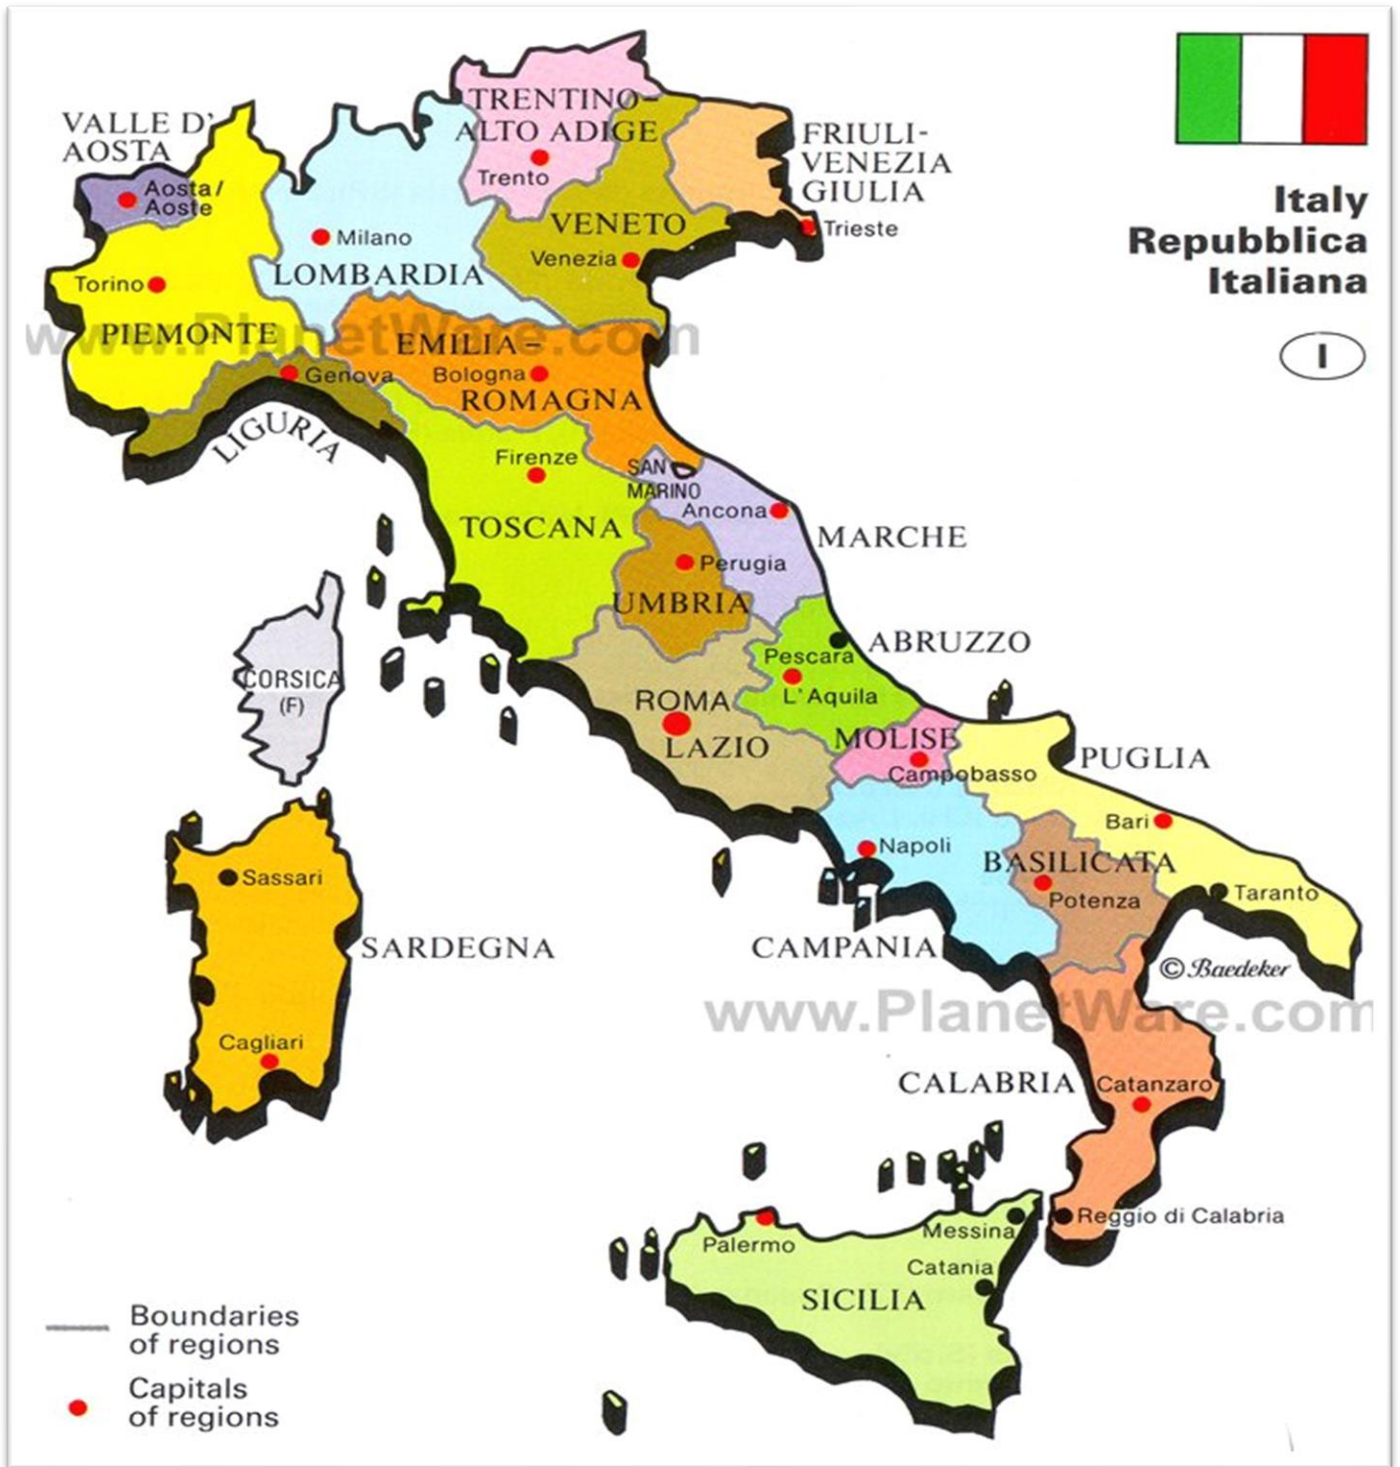 Italy
Repubblica
Italiana
I
VALLE D'
AOSTA
Aosta/
Aoste
TRENTINO-
ALTO ADIGE
Trento
FRIULI-
VENEZIA
GIULIA
Trieste
VENETO
Venezia
Milano
LOMBARDIA
Torino
PIEMONTE
www.PlanetWare.com
EMILIA-
Bologna
ROMAGNA
Genova
LIGURIA
Firenze
TOSCANA
SAN
MARINO
Ancona
MARCHE
Perugia
UMBRIA
ABRUZZO
Pescara
L'Aquila
CORSICA
(F)
ROMA
LAZIO
MOLISE
Campobasso
PUGLIA
Bari
Napoli
BASILICATA
Potenza
Taranto
Sassari
SARDEGNA
CAMPANIA
© Baedeker
www.PlanetWare.com
Cagliari
CALABRIA
Catanzaro
Reggio di Calabria
Messina
Palermo
Catania
SICILIA
Boundaries
of regions
Capitals
of regions